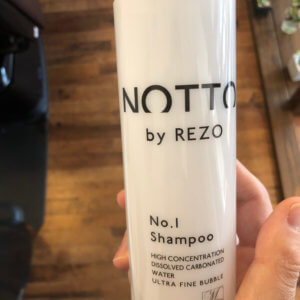 NOTTO
by REZO
No.1
Shampoo
HIGH CONCENTRATION
DISSOLVED CARBONATED
WATER
ULTRA FINE BUBBLE